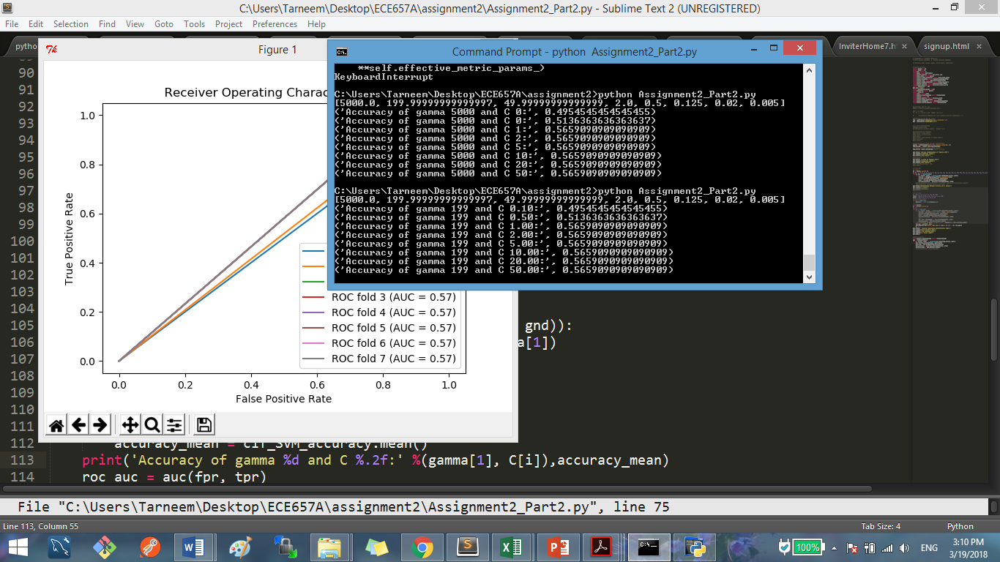 C:\Users\Tarneem\Desktop\ECE657A\assignment2\Assignment2_Part2.py - Sublime Text 2 (UNREGISTERED)
File Edit Selection Find View Goto Tools Project Preferences Help
pytho
InviterHome7.h
signup.html
Figure 1
Command Prompt - python Assignment2_Part2.py
**self.effective_metric_params_)
KeyboardInterrupt
C:\Users\Tarneem\Desktop\ECE657A\assignment2>python Assignment2_Part2.py
[5000.0, 199.99999999999997, 49.99999999999999, 2.0, 0.5, 0.125, 0.02, 0.005]
('Accuracy of gamma 5000 and C 0:', 0.4954545454545455)
('Accuracy of gamma 5000 and C 0:', 0.5136363636363637)
('Accuracy of gamma 5000 and C 1:', 0.5659090909090909)
('Accuracy of gamma 5000 and C 2:', 0.5659090909090909)
('Accuracy of gamma 5000 and C 5:', 0.5659090909090909)
('Accuracy of gamma 5000 and C 10:', 0.5659090909090909)
('Accuracy of gamma 5000 and C 20:', 0.5659090909090909)
('Accuracy of gamma 5000 and C 50:', 0.5659090909090909)
C:\Users\Tarneem\Desktop\ECE657A\assignment2>python Assignment2_Part2.py
[5000.0, 199.99999999999997, 49.99999999999999, 2.0, 0.5, 0.125, 0.02, 0.005]
('Accuracy of gamma 199 and C 0.10:', 0.4954545454545455)
('Accuracy of gamma 199 and C 0.50:', 0.5136363636363637)
('Accuracy of gamma 199 and C 1.00:', 0.5659090909090909)
('Accuracy of gamma 199 and C 2.00:', 0.5659090909090909)
('Accuracy of gamma 199 and C 5.00:', 0.5659090909090909)
('Accuracy of gamma 199 and C 10.00:', 0.5659090909090909)
('Accuracy of gamma 199 and C 20.00:', 0.5659090909090909)
('Accuracy of gamma 199 and C 50.00:', 0.5659090909090909)
Receiver Operating Charac
True Positive Rate
1.0
0.8
0.6
0.4
0.2
0.0
ROC fold 3 (AUC = 0.57)
ROC fold 4 (AUC = 0.57)
ROC fold 5 (AUC = 0.57)
ROC fold 6 (AUC = 0.57)
ROC fold 7 (AUC = 0.57)
0.0 0.2 0.4 0.6 0.8 1.0
False Positive Rate
90
91
92
93
94
95
96
97
98
99
100
101
102
103
104
105 gnd)):
106 a[1])
107
108
109
110
111
112 accuracy_mean = clf_SVM_accuracy.mean()
113 print('Accuracy of gamma %d and C %.2f:' %(gamma[1], C[i]),accuracy_mean)
114 roc_auc = auc(fpr, tpr)
File "C:\Users\Tarneem\Desktop\ECE657A\assignment2\Assignment2_Part2.py", line 75
Line 113, Column 55
Tab Size: 4
Python
100%
ENG
3:10 PM
3/19/2018